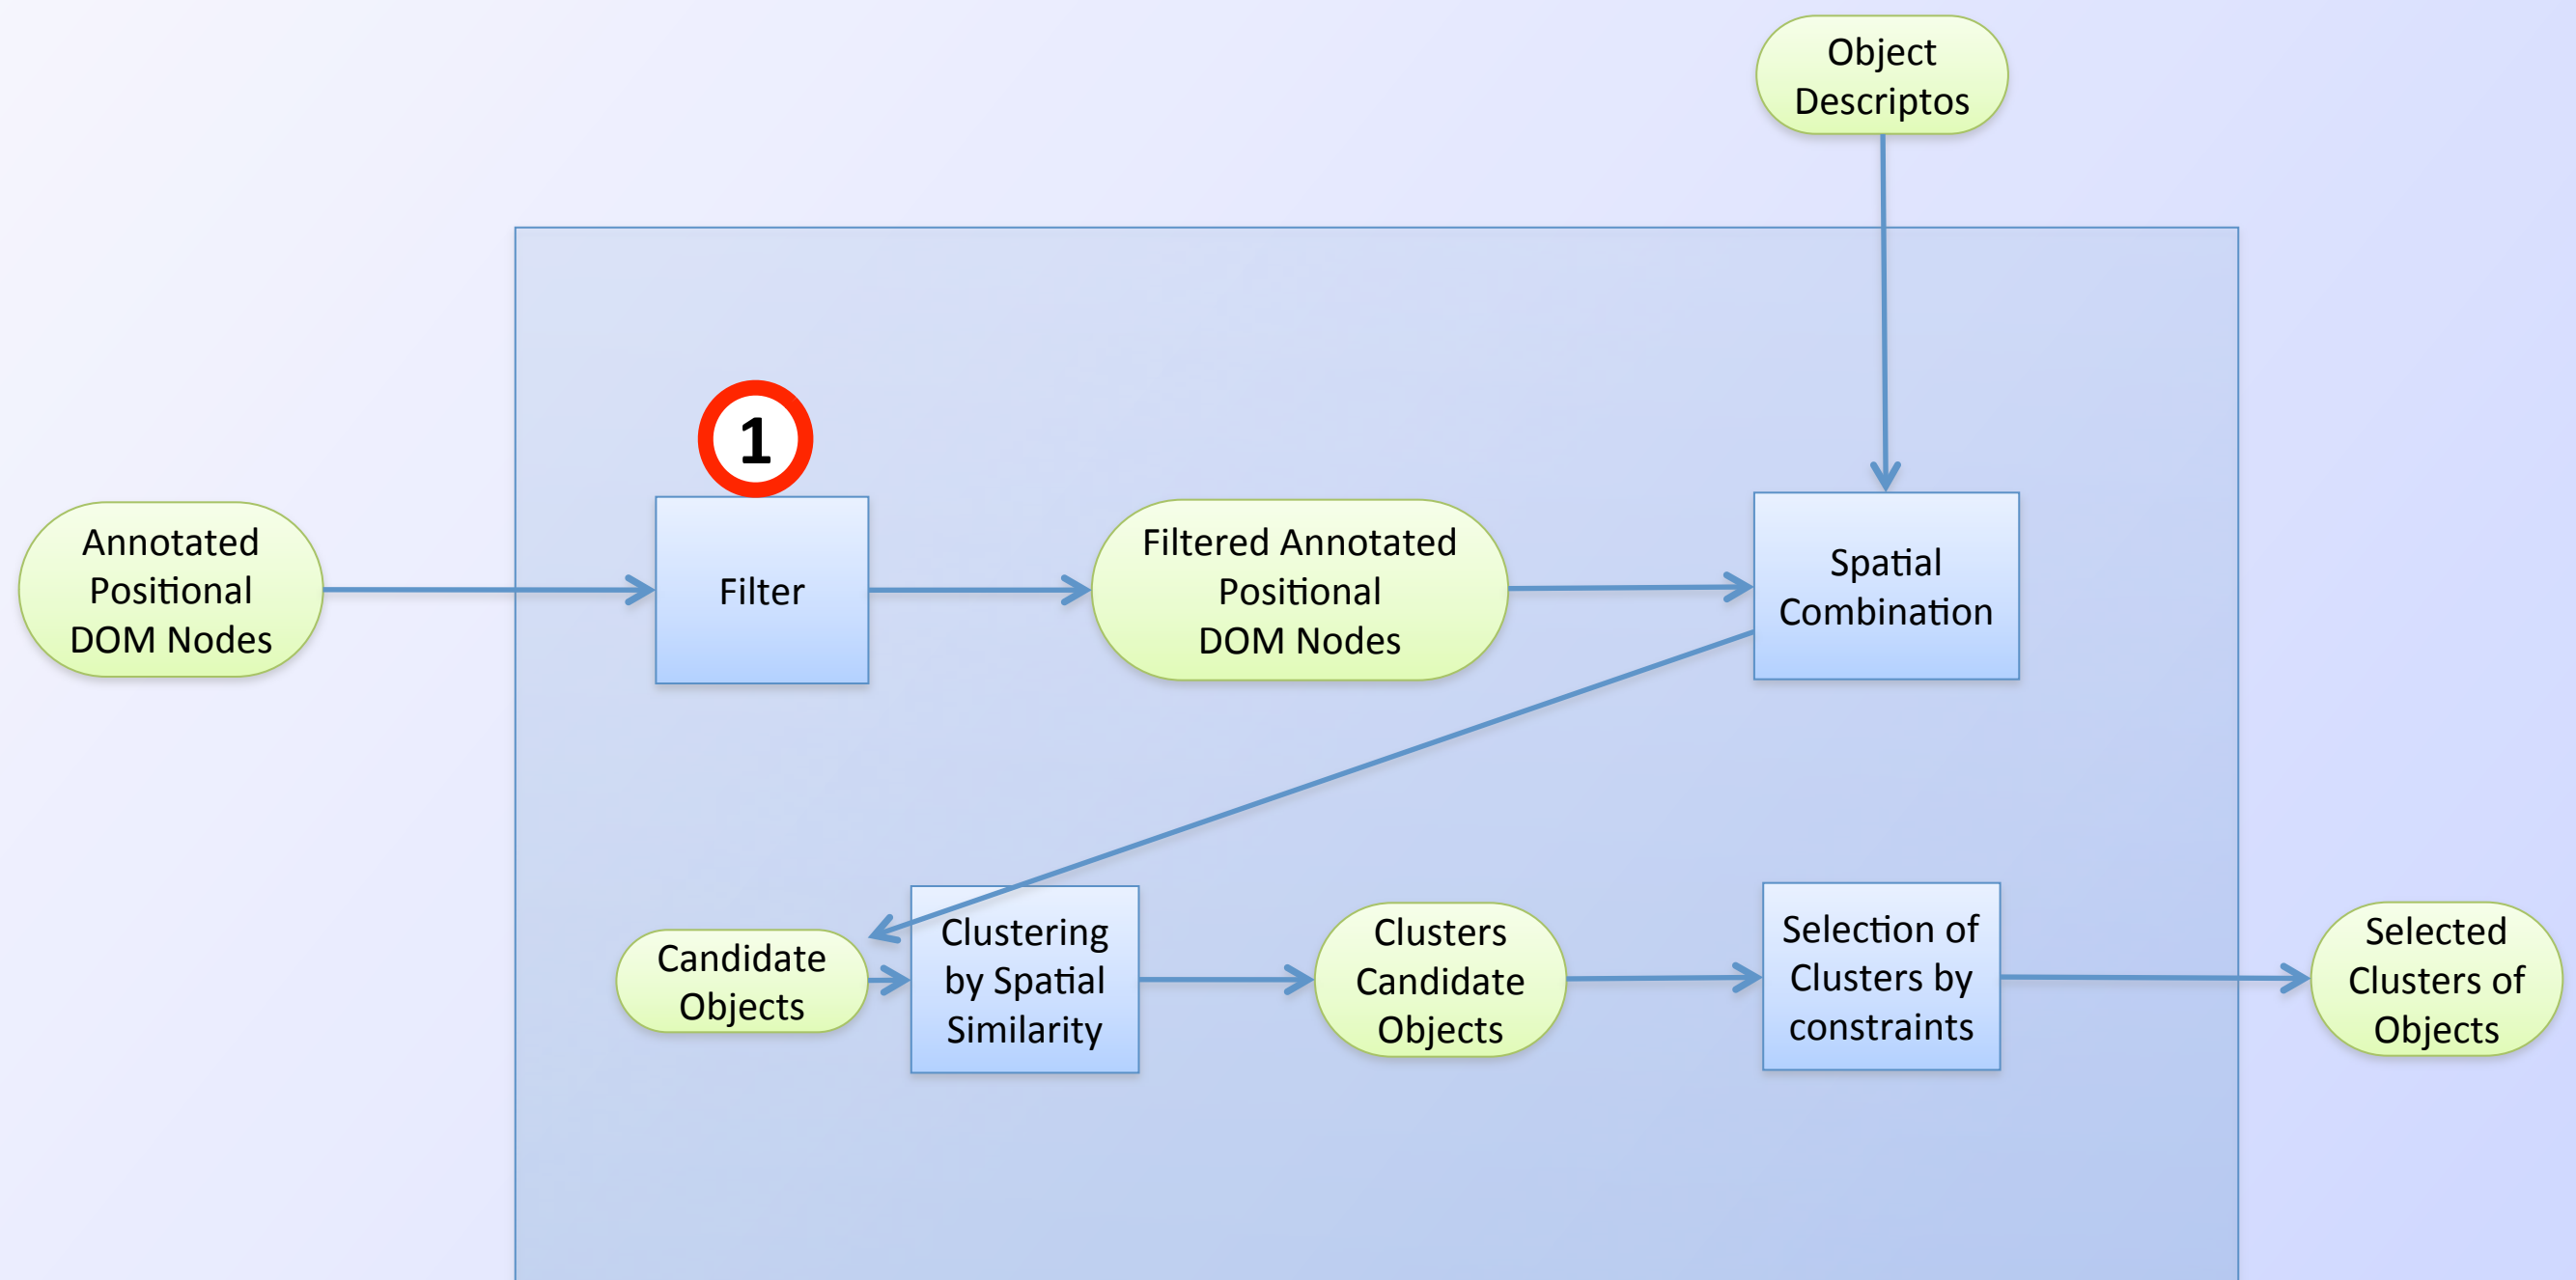 Object
Descriptos
1
Annotated
Positional
DOM Nodes
Filter
Filtered Annotated
Positional
DOM Nodes
Spatial
Combination
Candidate
Objects
Clustering
by Spatial
Similarity
Clusters
Candidate
Objects
Selection of
Clusters by
constraints
Selected
Clusters of
Objects